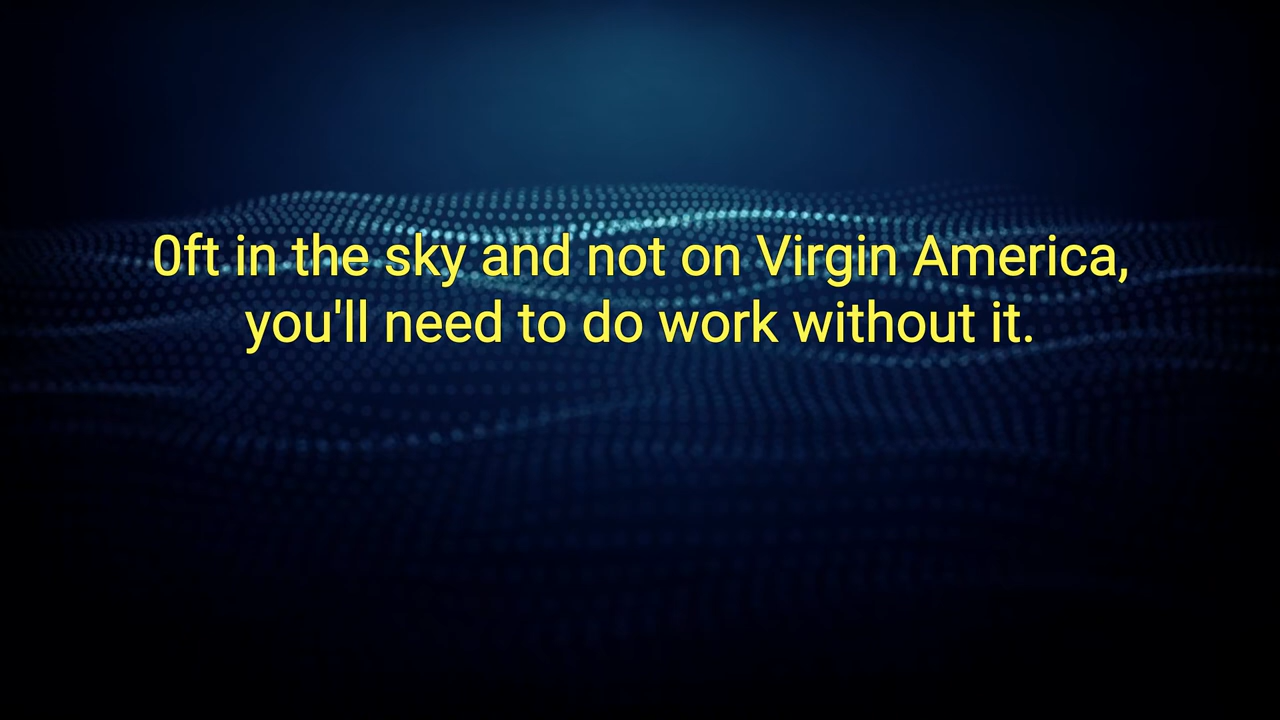 0ft in the sky and not on Virgin America,
you'll need to do work without it.